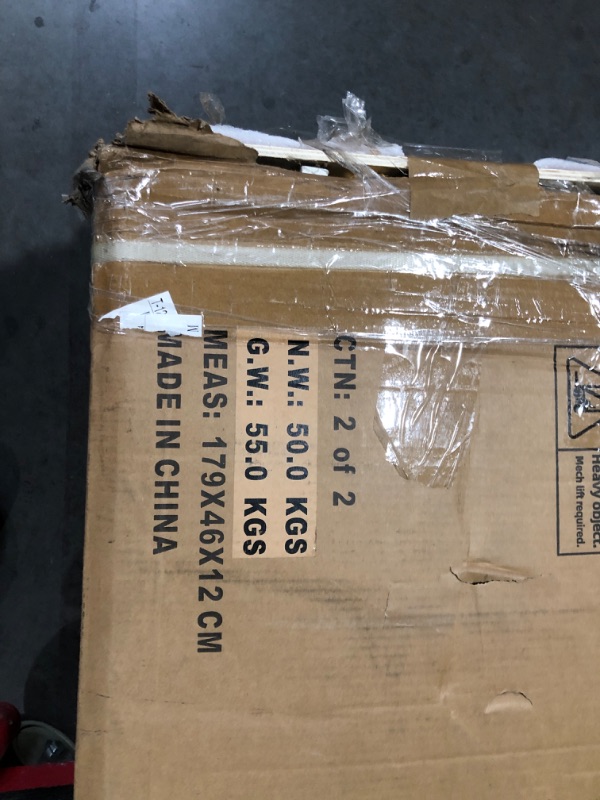 CTN: 2 of 2
N.W.: 50.0 KGS
G.W.: 55.0 KGS
MEAS: 179X46X12 CM
MADE IN CHINA
Heavy object.
Mech lift required.